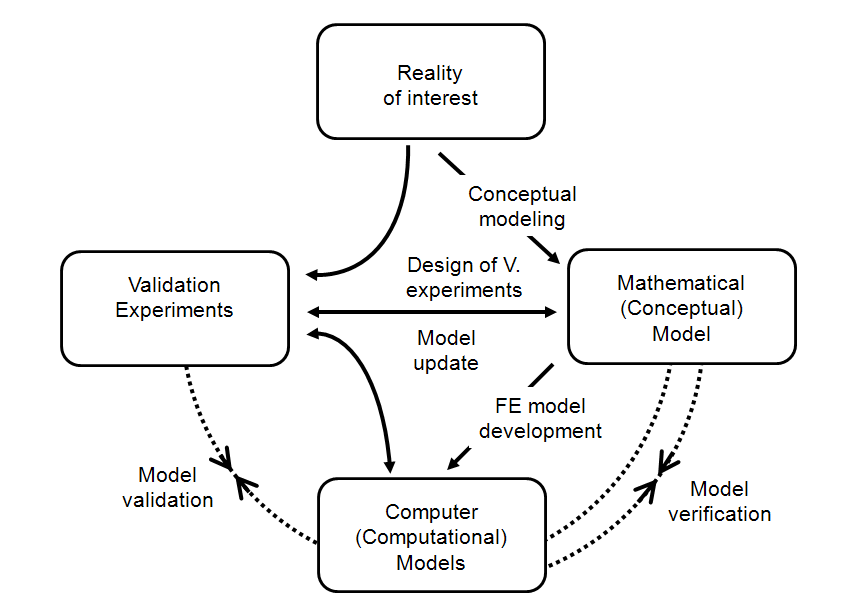 Reality
of interest
Conceptual
modeling
Validation
Experiments
Design of V.
experiments
Mathematical
(Conceptual)
Model
Model
update
FE model
development
Model
validation
Computer
(Computational)
Models
Model
verification